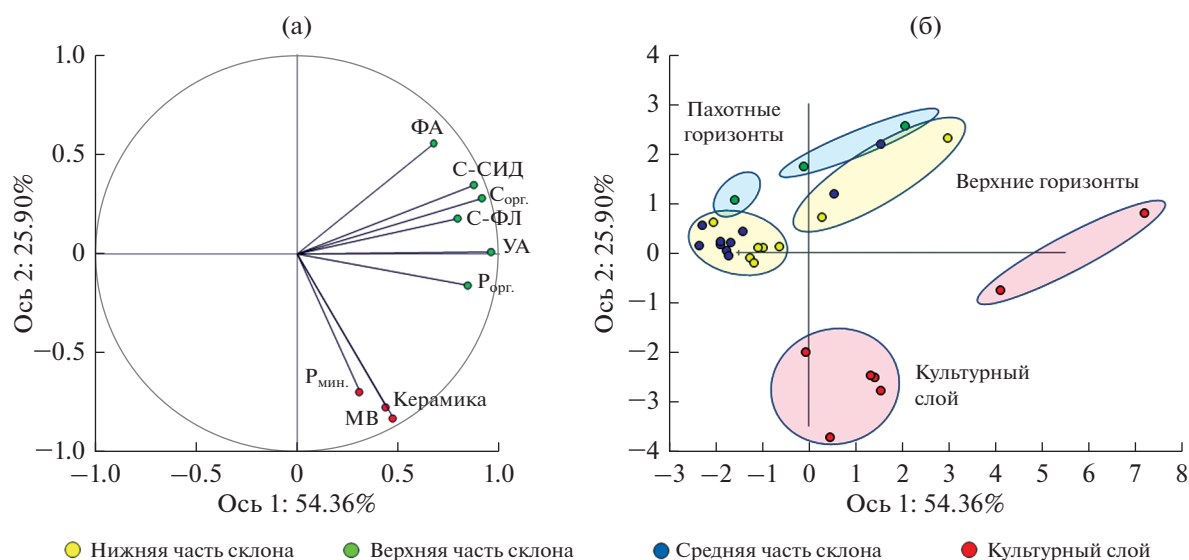 (а)
1.0
0.5
0
−0.5
−1.0
Ось 2: 25.90%
ФА
С-СИД
Сорг.
С-ФЛ
УА
Рорг.
Рмин.
Керамика
МВ
−1.0
−0.5
0
0.5
1.0
Ось 1: 54.36%
(б)
4
3
2
1
0
−1
−2
−3
−4
Ось 2: 25.90%
Пахотные
горизонты
Верхние горизонты
Культурный
слой
−3 −2 −1 0 1 2 3 4 5 6 7 8
Ось 1: 54.36%
Нижняя часть склона
Верхняя часть склона
Средняя часть склона
Культурный слой